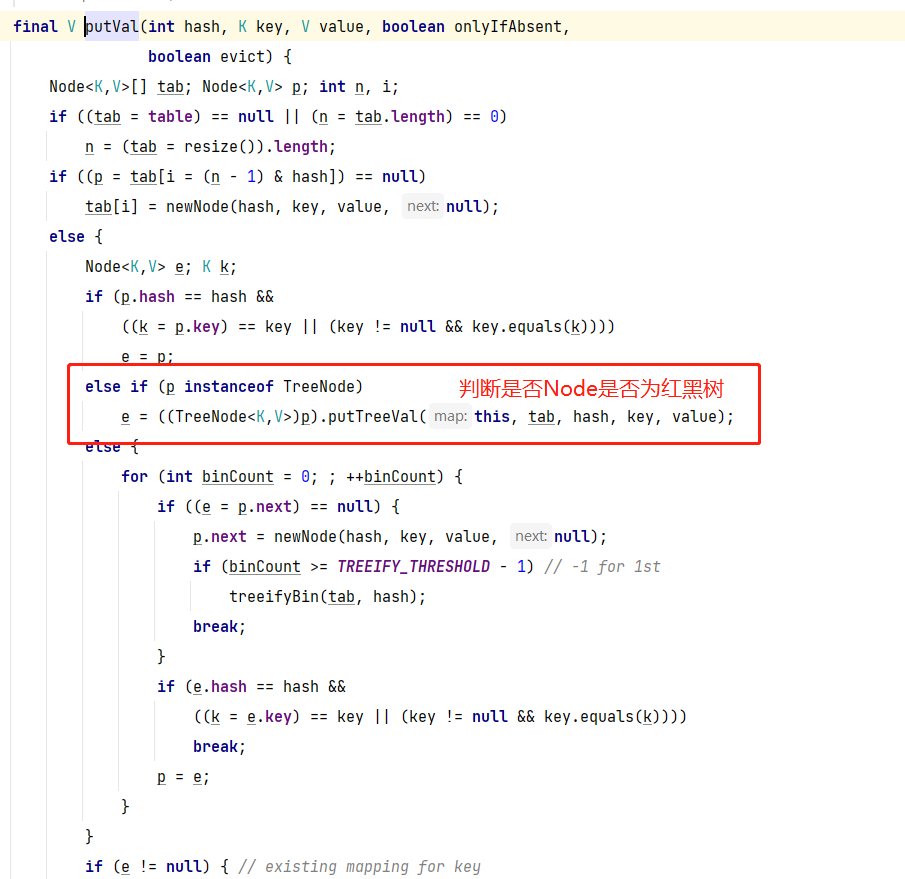 final V putVal(int hash, K key, V value, boolean onlyIfAbsent,
boolean evict) {
Node<K,V>[] tab; Node<K,V> p; int n, i;
if ((tab = table) == null || (n = tab.length) == 0)
n = (tab = resize()).length;
if ((p = tab[i = (n - 1) & hash]) == null)
tab[i] = newNode(hash, key, value, next: null);
else {
Node<K,V> e; K k;
if (p.hash == hash &&
((k = p.key) == key || (key != null && key.equals(k))))
e = p;
else if (p instanceof TreeNode) 判断是否Node是否为红黑树
e = ((TreeNode<K,V>)p).putTreeVal( map: this, tab, hash, key, value);
else {
for (int binCount = 0; ; ++binCount) {
if ((e = p.next) == null) {
p.next = newNode(hash, key, value, next: null);
if (binCount >= TREEIFY_THRESHOLD - 1) // -1 for 1st
treeifyBin(tab, hash);
break;
}
if (e.hash == hash &&
((k = e.key) == key || (key != null && key.equals(k))))
break;
p = e;
}
}
if (e != null) { // existing mapping for key